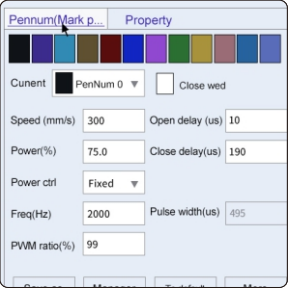 Pennum(Mark p... Property
Cunent PenNum 0 Close wed
Speed (mm/s) 300 Open delay (us) 10
Power(%) 75.0 Close delay(us) 190
Power ctrl Fixed
Freq(Hz) 2000 Pulse width(us) 495
PWM ratio(%) 99